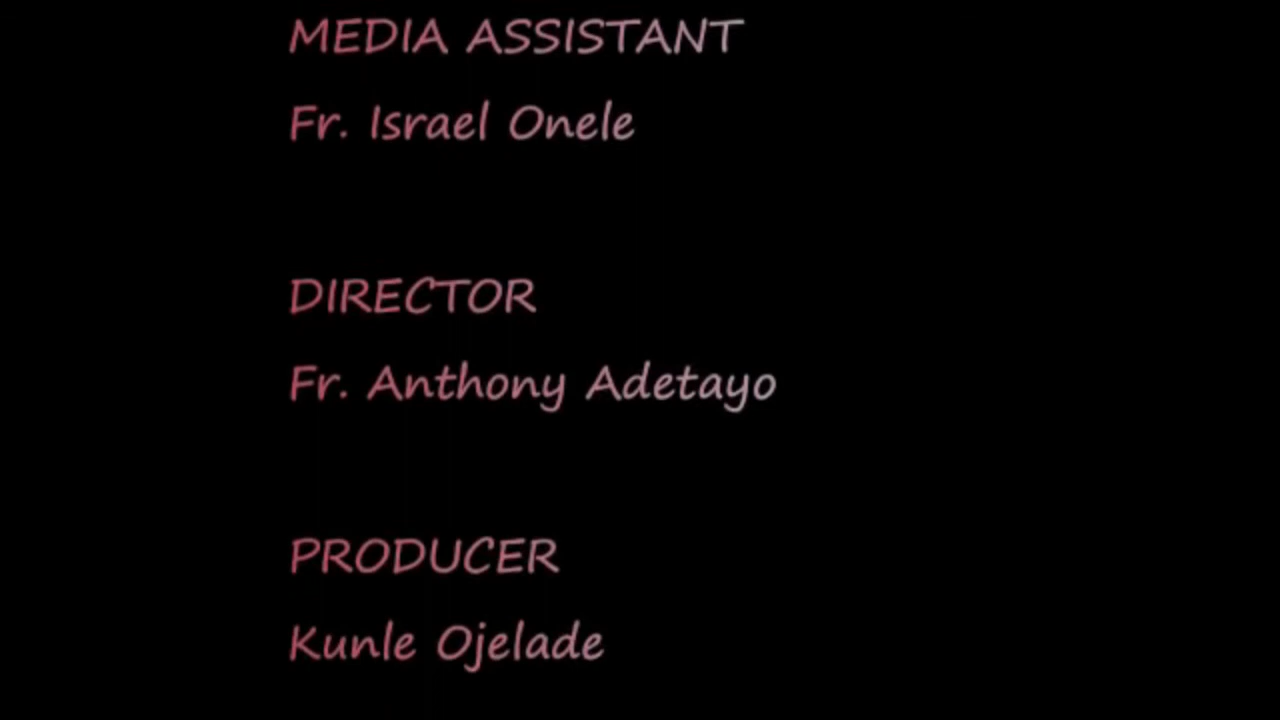 MEDIA ASSISTANT
Fr. Israel Onele
DIRECTOR
Fr. Anthony Adetayo
PRODUCER
Kunle Ojelade